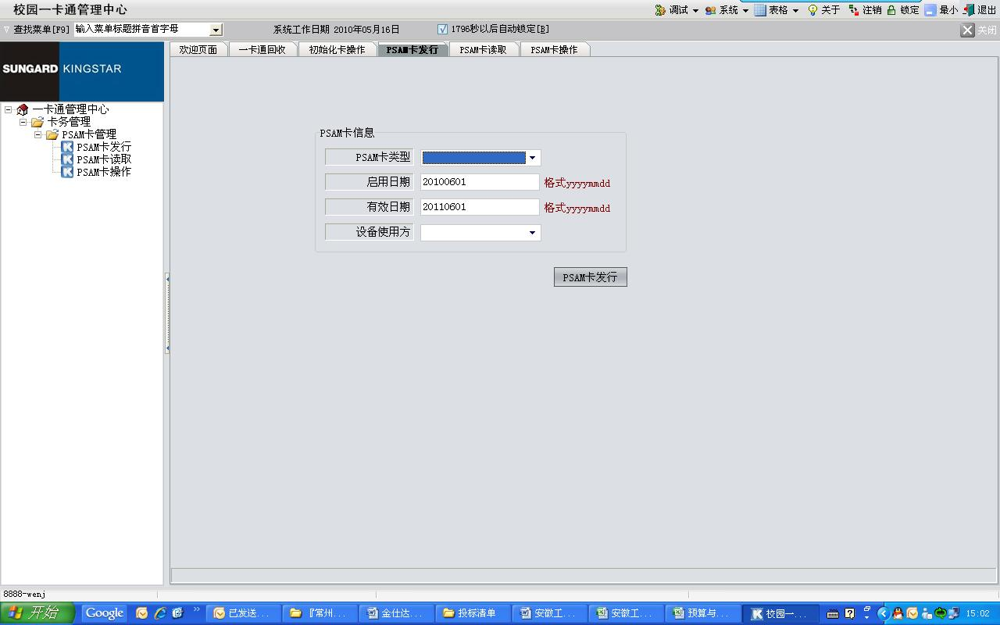 校园一卡通管理中心
调试 系统 表格 关于 注销 锁定 最小 退出
查找菜单[F9] 输入菜单标题拼音首字母 系统工作日期 2010年05月16日 1796秒以后自动锁定[B] 关闭
SUNGARD KINGSTAR
欢迎页面 一卡通回收 初始化卡操作 PSAM卡发行 PSAM卡读取 PSAM卡操作
一卡通管理中心
卡务管理
PSAM卡管理
PSAM卡发行
PSAM卡读取
PSAM卡操作
PSAM卡信息
PSAM卡类型
启用日期 20100601 格式yyyymmdd
有效日期 20110601 格式yyyymmdd
设备使用方
PSAM卡发行
8888-wenj
开始 Google 已发送... 『常州... 金仕达... 投标清单 安徽工... 安徽工... 预算与... 校园一... 15:02